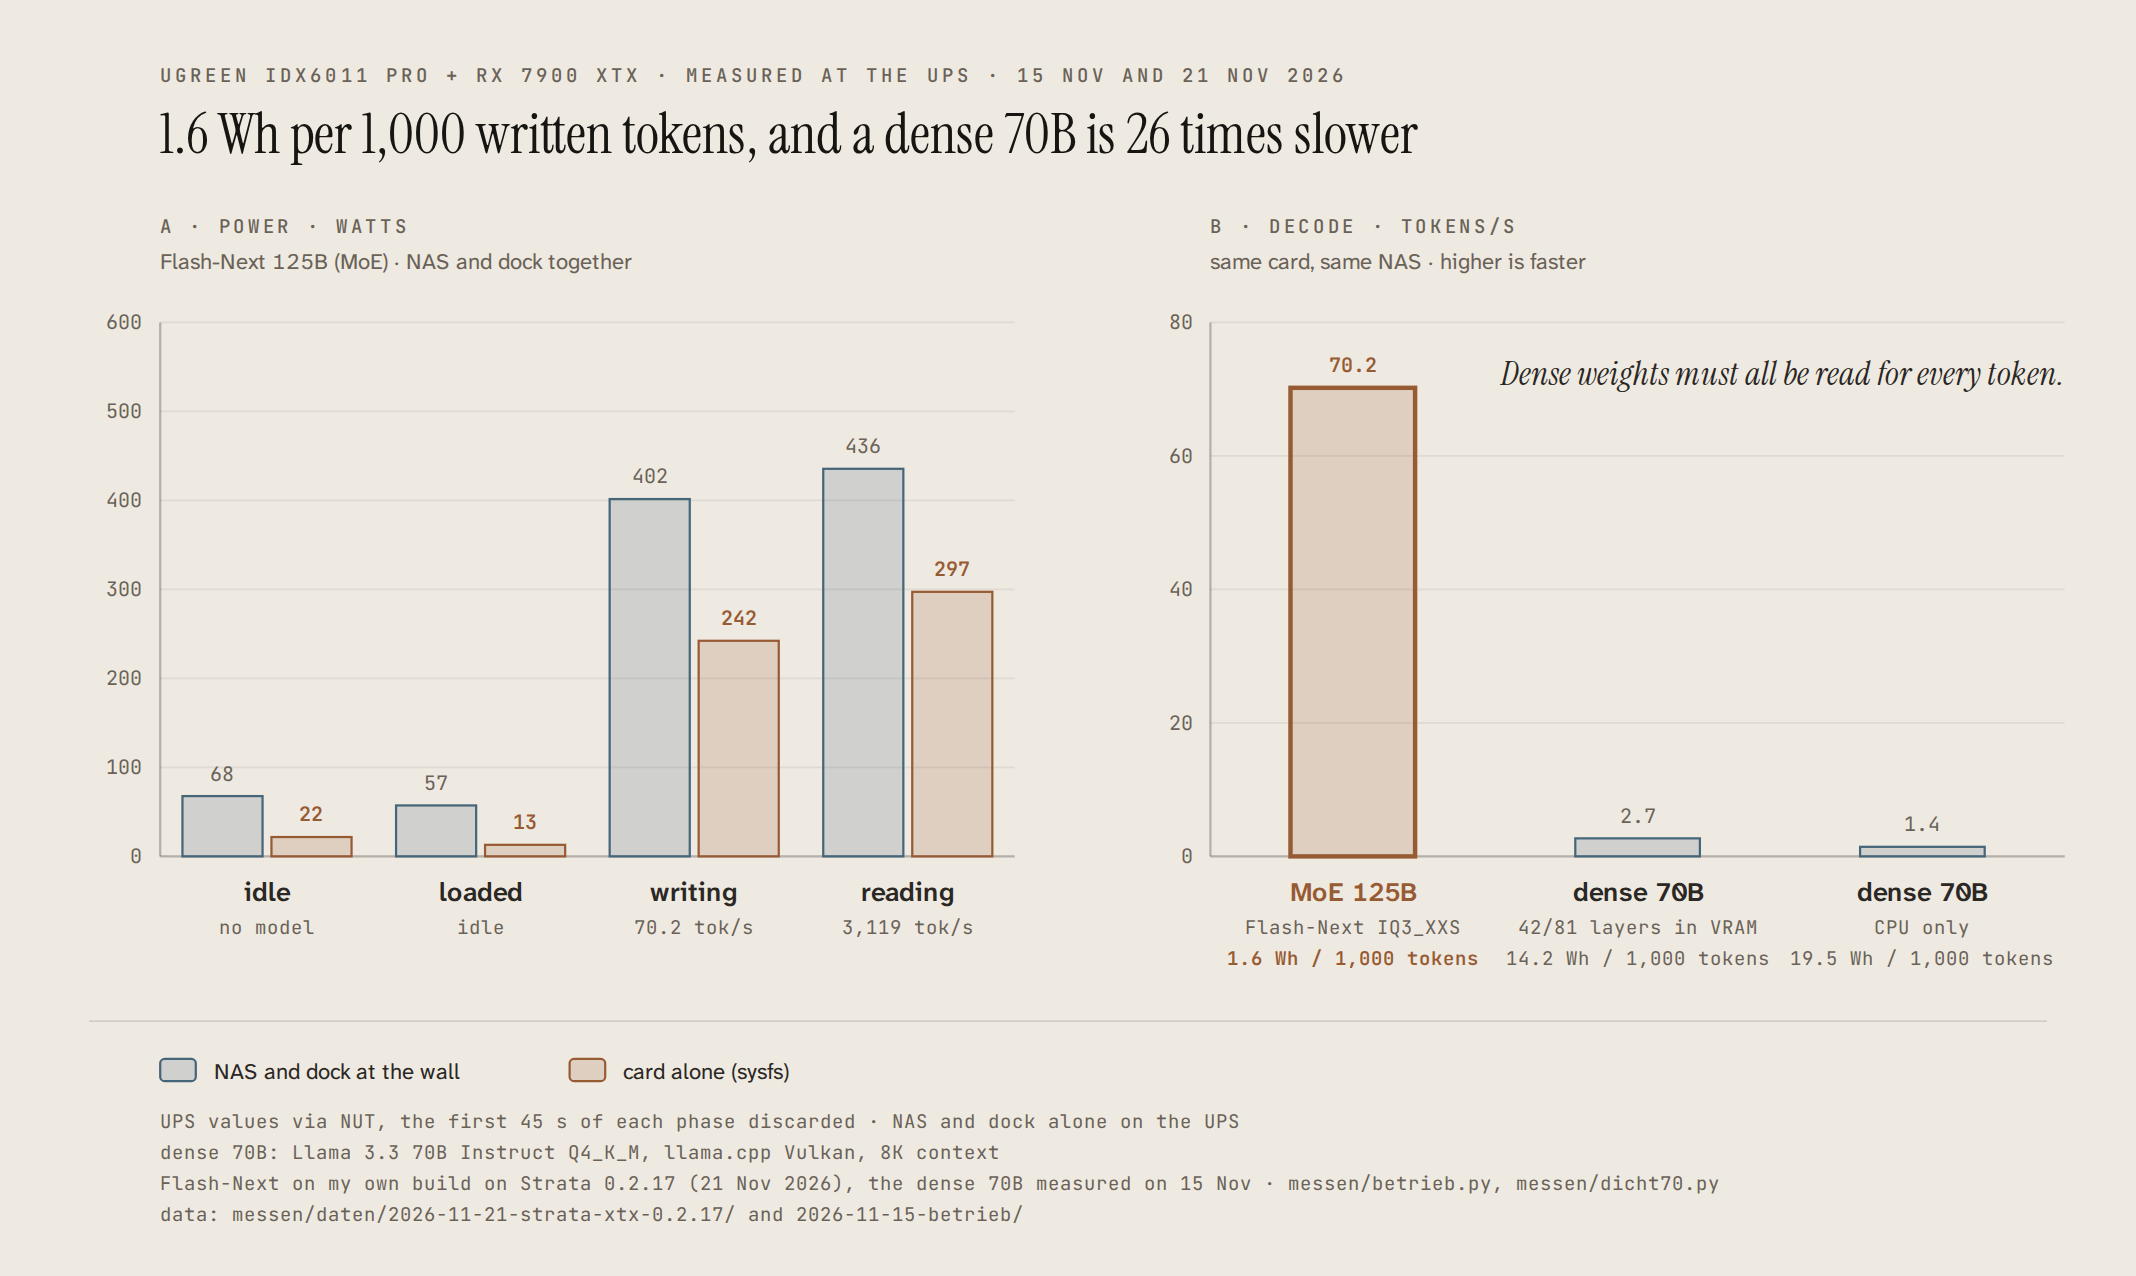 UGREEN IDX6011 PRO + RX 7900 XTX · MEASURED AT THE UPS · 15 NOV AND 21 NOV 2026
1.6 Wh per 1,000 written tokens, and a dense 70B is 26 times slower
A · POWER · WATTS
Flash-Next 125B (MoE) · NAS and dock together
600
500
400
300
200
100
0
68
22
57
13
402
242
436
297
idle
no model
loaded
idle
writing
70.2 tok/s
reading
3,119 tok/s
B · DECODE · TOKENS/S
same card, same NAS · higher is faster
80
60
40
20
0
70.2
Dense weights must all be read for every token.
2.7
1.4
MoE 125B
Flash-Next IQ3_XXS
1.6 Wh / 1,000 tokens
dense 70B
42/81 layers in VRAM
14.2 Wh / 1,000 tokens
dense 70B
CPU only
19.5 Wh / 1,000 tokens
NAS and dock at the wall
card alone (sysfs)
UPS values via NUT, the first 45 s of each phase discarded · NAS and dock alone on the UPS
dense 70B: Llama 3.3 70B Instruct Q4_K_M, llama.cpp Vulkan, 8K context
Flash-Next on my own build on Strata 0.2.17 (21 Nov 2026), the dense 70B measured on 15 Nov · messen/betrieb.py, messen/dicht70.py
data: messen/daten/2026-11-21-strata-xtx-0.2.17/ and 2026-11-15-betrieb/